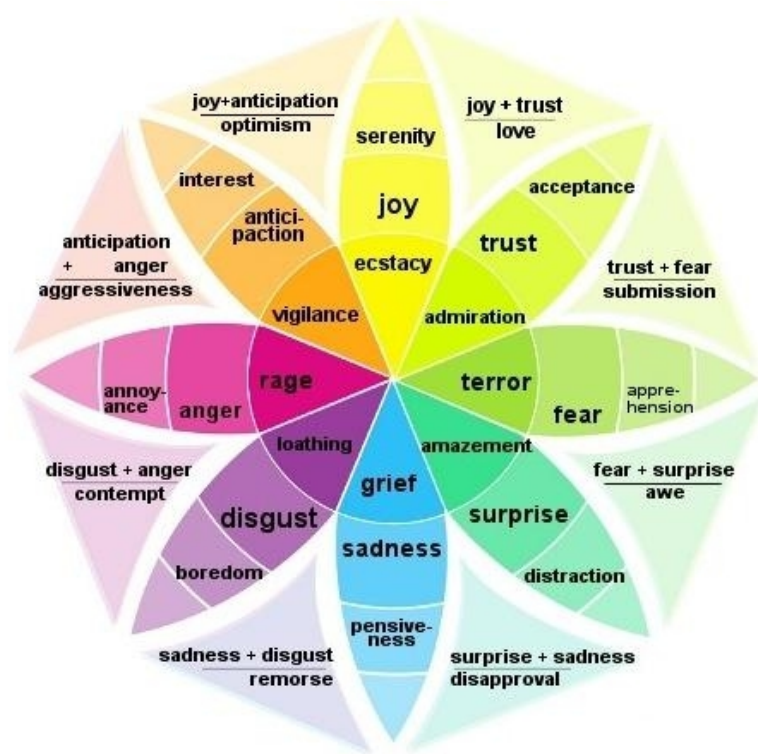 joy+anticipation
optimism
joy + trust
love
serenity
interest
acceptance
joy
antici-
paction
trust
anticipation
+ anger
aggressiveness
ecstacy
trust + fear
submission
vigilance
admiration
annoy-
ance
anger
rage
terror
fear
appre-
hension
loathing
amazement
disgust + anger
contempt
grief
fear + surprise
awe
disgust
surprise
sadness
boredom
distraction
pensive-
ness
sadness + disgust
remorse
surprise + sadness
disapproval